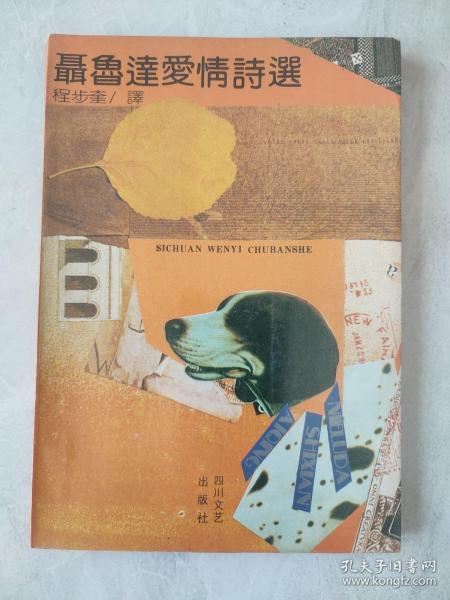 聶魯達愛情詩選
程步奎/ 譯
SICHUAN WENYI CHUBANSHE
NELUDA
SHIXUAN
AIQING
四川文艺
出版社
孔夫子旧书网
www.kongfz.com